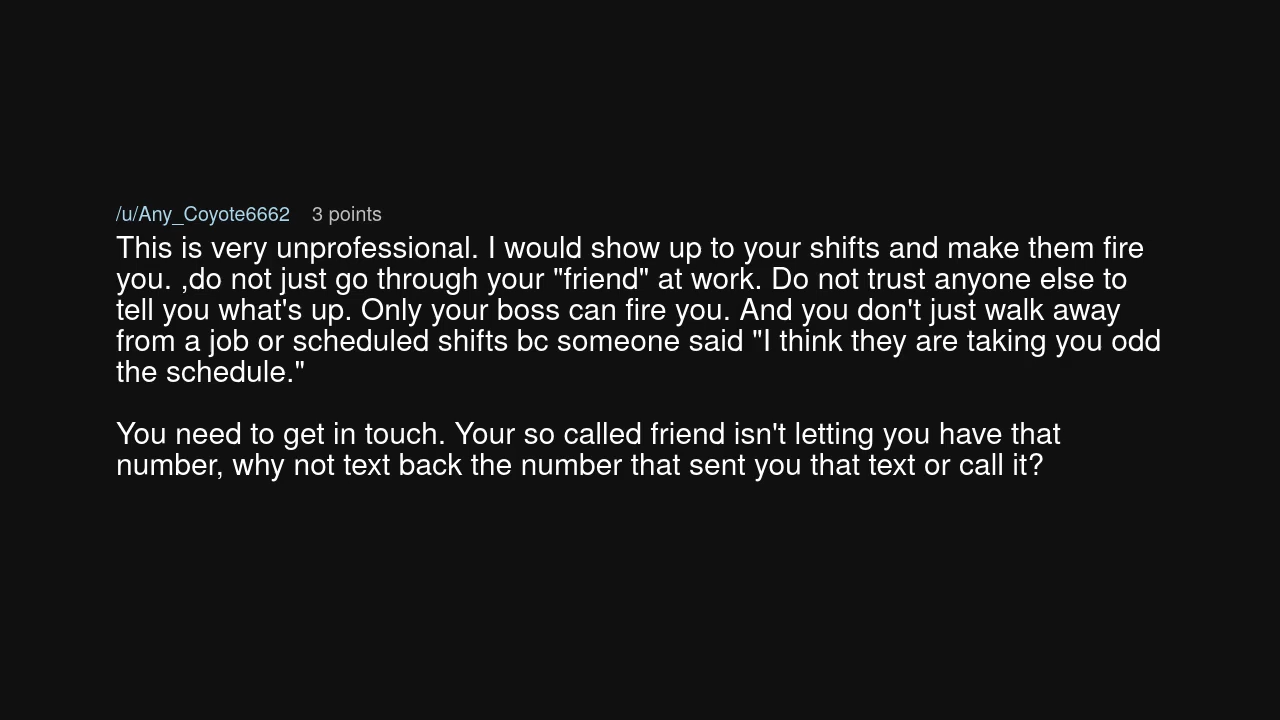 /u/Any_Coyote6662 3 points
This is very unprofessional. I would show up to your shifts and make them fire
you. ,do not just go through your "friend" at work. Do not trust anyone else to
tell you what's up. Only your boss can fire you. And you don't just walk away
from a job or scheduled shifts bc someone said "I think they are taking you odd
the schedule."
You need to get in touch. Your so called friend isn't letting you have that
number, why not text back the number that sent you that text or call it?